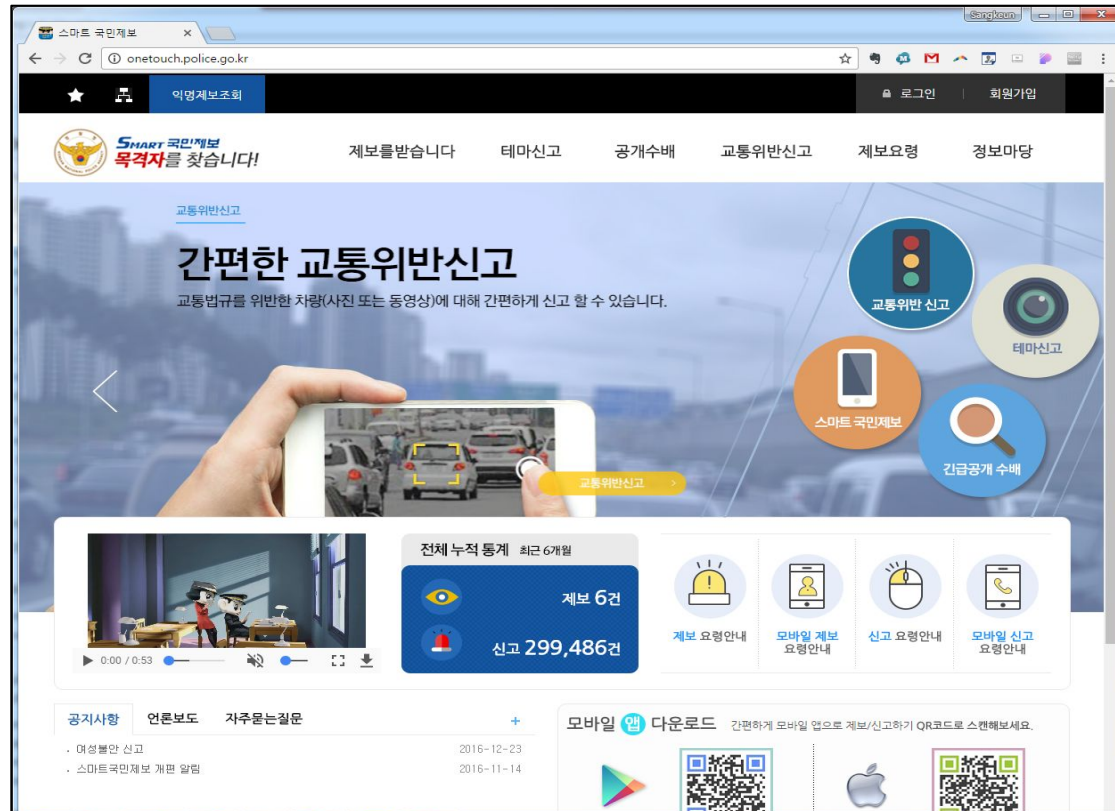 Sangkeun
스마트 국민제보
onetouch.police.go.kr
익명제보조회
로그인
회원가입
SMART 국민제보
목격자를 찾습니다!
제보를받습니다
테마신고
공개수배
교통위반신고
제보요령
정보마당
교통위반신고
간편한 교통위반신고
교통법규를 위반한 차량(사진 또는 동영상)에 대해 간편하게 신고 할 수 있습니다.
교통위반 신고
테마신고
스마트 국민제보
긴급공개 수배
교통위반신고 >
전체 누적 통계 최근 6개월
제보 6건
신고 299,486건
0:00 / 0:53
제보 요령안내
모바일 제보
요령안내
신고 요령안내
모바일 신고
요령안내
공지사항
언론보도
자주묻는질문
+
여성불안 신고 2016-12-23
스마트국민제보 개편 알림 2016-11-14
모바일 앱 다운로드 간편하게 모바일 앱으로 제보/신고하기 QR코드로 스캔해보세요.